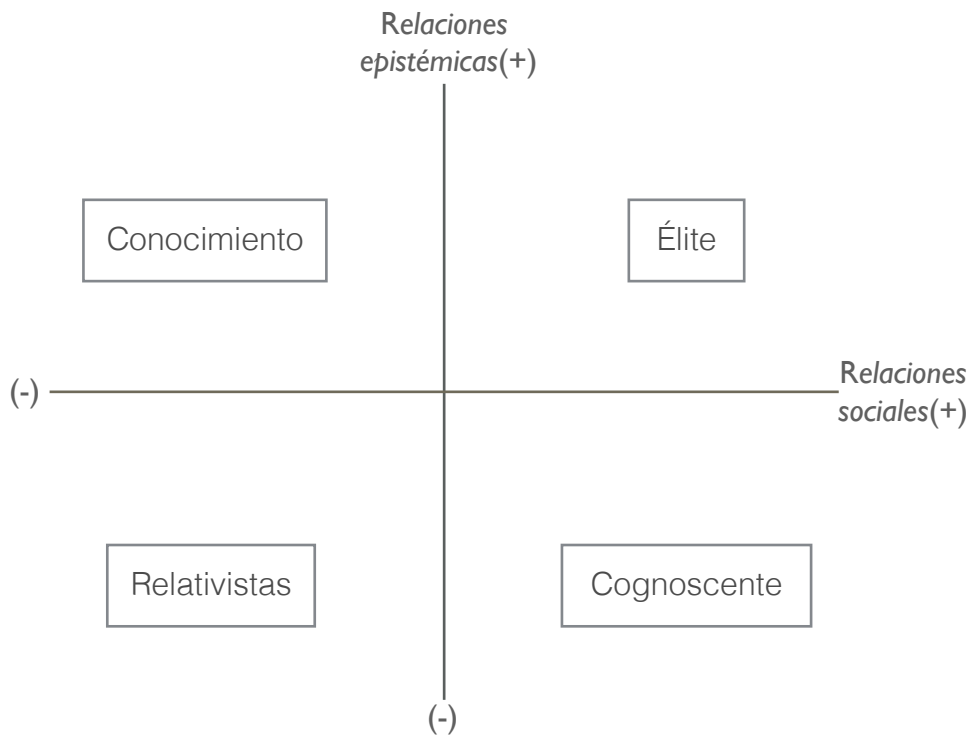 Relaciones
epistémicas(+)
Conocimiento
Élite
(-)
Relaciones
sociales(+)
Relativistas
Cognoscente
(-)